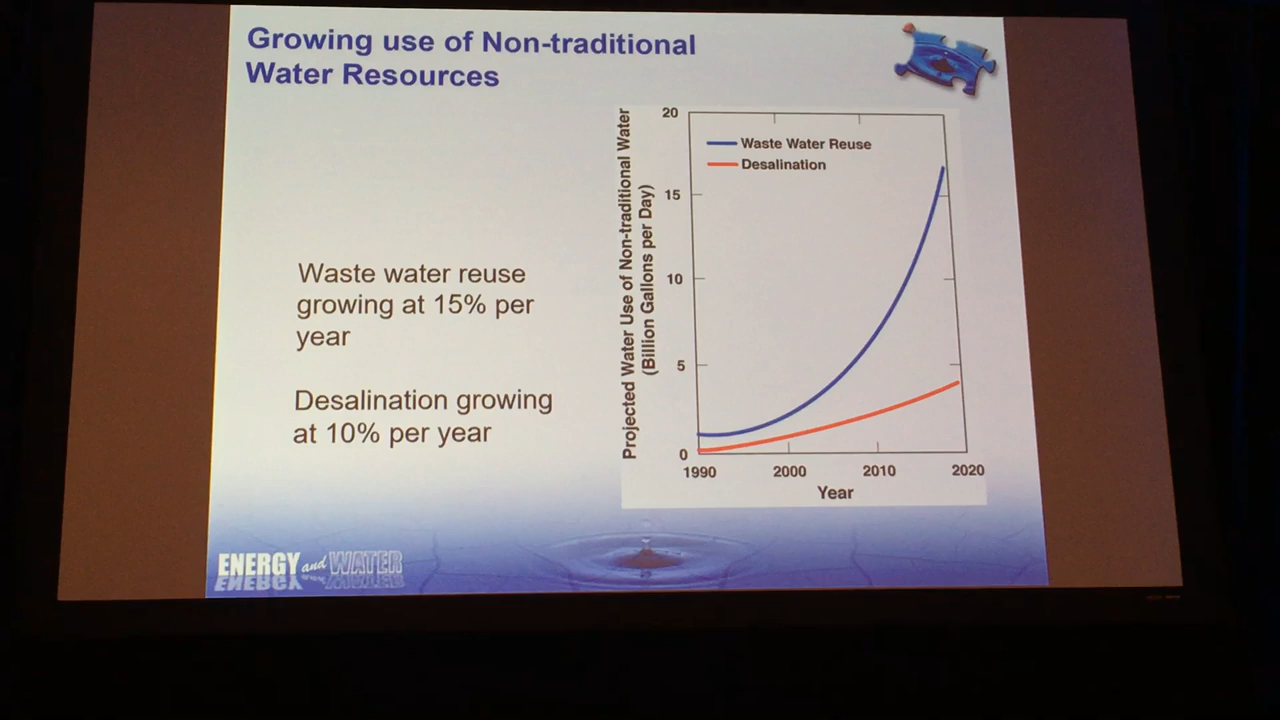 Growing use of Non-traditional
Water Resources
Waste water reuse
growing at 15% per
year
Desalination growing
at 10% per year
Projected Water Use of Non-traditional Water
(Billion Gallons per Day)
20
15
10
5
0
Waste Water Reuse
Desalination
1990 2000 2010 2020
Year
ENERGY and WATER